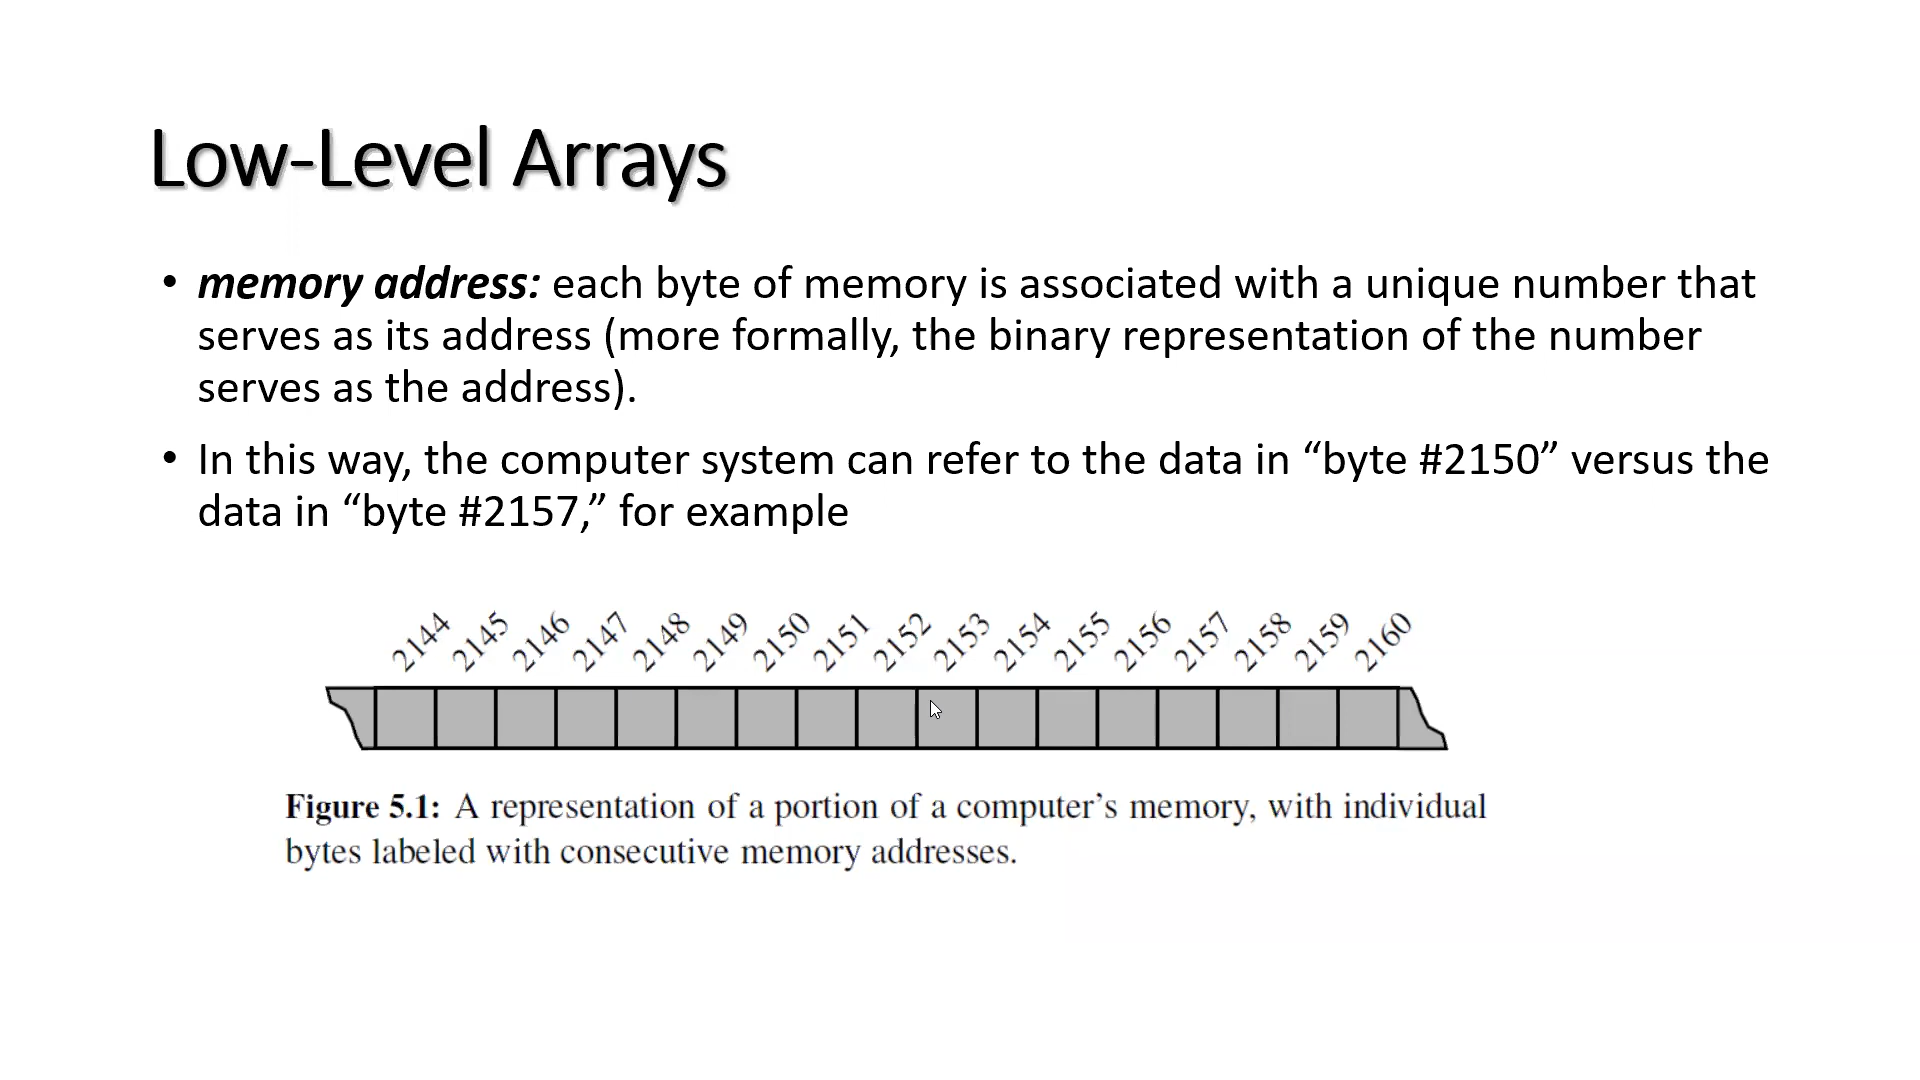 Low-Level Arrays
• memory address: each byte of memory is associated with a unique number that
serves as its address (more formally, the binary representation of the number
serves as the address).
• In this way, the computer system can refer to the data in “byte #2150” versus the
data in “byte #2157,” for example
2144 2145 2146 2147 2148 2149 2150 2151 2152 2153 2154 2155 2156 2157 2158 2159 2160
Figure 5.1: A representation of a portion of a computer’s memory, with individual
bytes labeled with consecutive memory addresses.